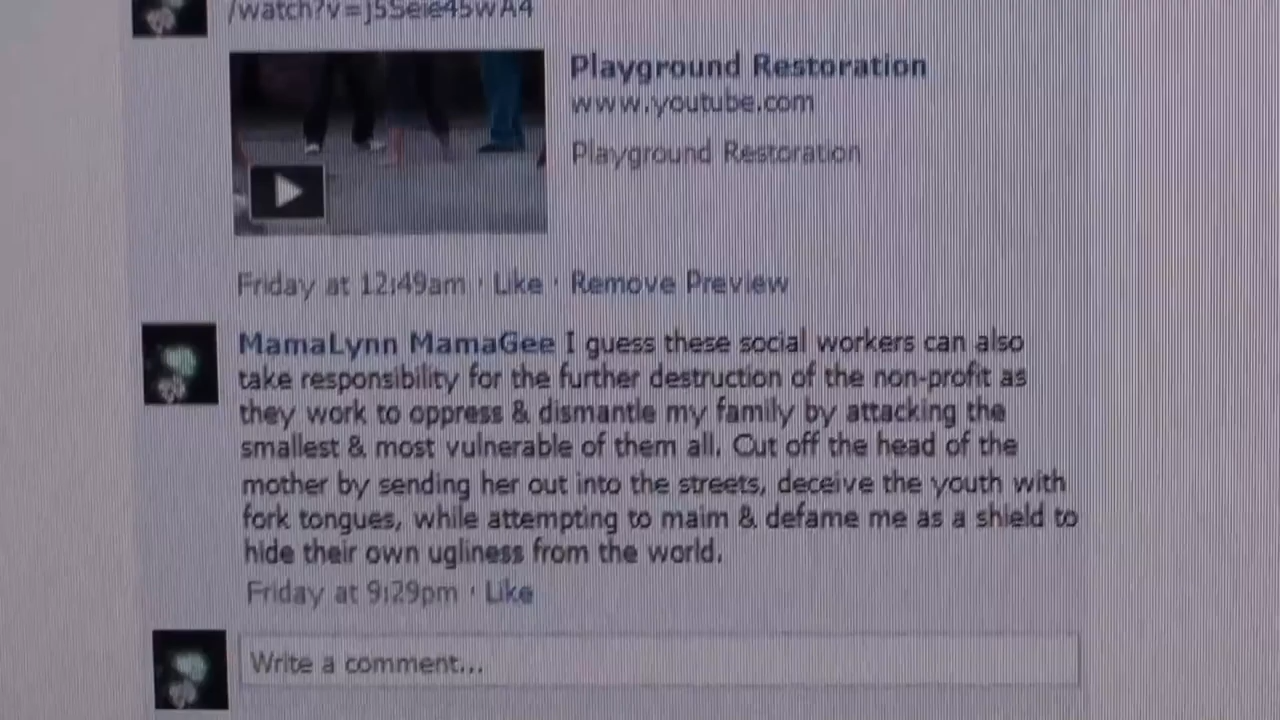 /watch?v=j5Seie45wA4
Playground Restoration
www.youtube.com
Playground Restoration
Friday at 12:49am · Like · Remove Preview
MamaLynn MamaGee I guess these social workers can also
take responsibility for the further destruction of the non-profit as
they work to oppress & dismantle my family by attacking the
smallest & most vulnerable of them all. Cut off the head of the
mother by sending her out into the streets, deceive the youth with
fork tongues, while attempting to maim & defame me as a shield to
hide their own ugliness from the world.
Friday at 9:29pm · Like
Write a comment...